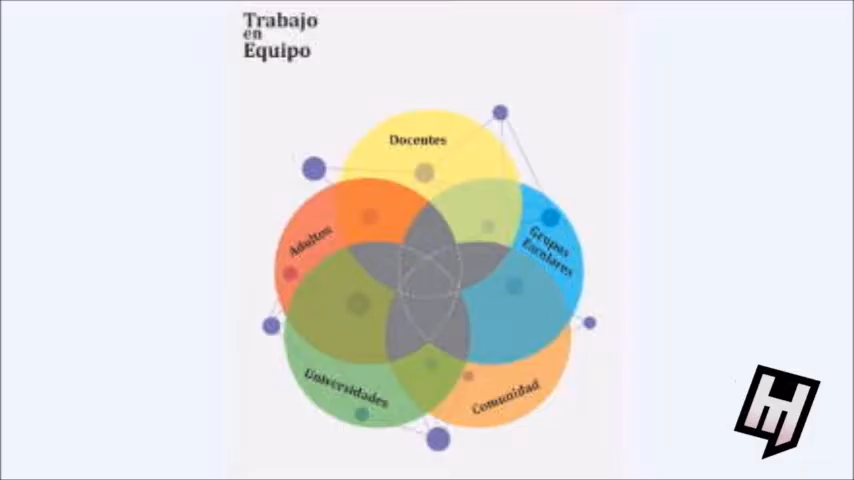 Trabajo
en
Equipo
Docentes
Adultos
Grupos
Escolares
Universidades
Comunidad